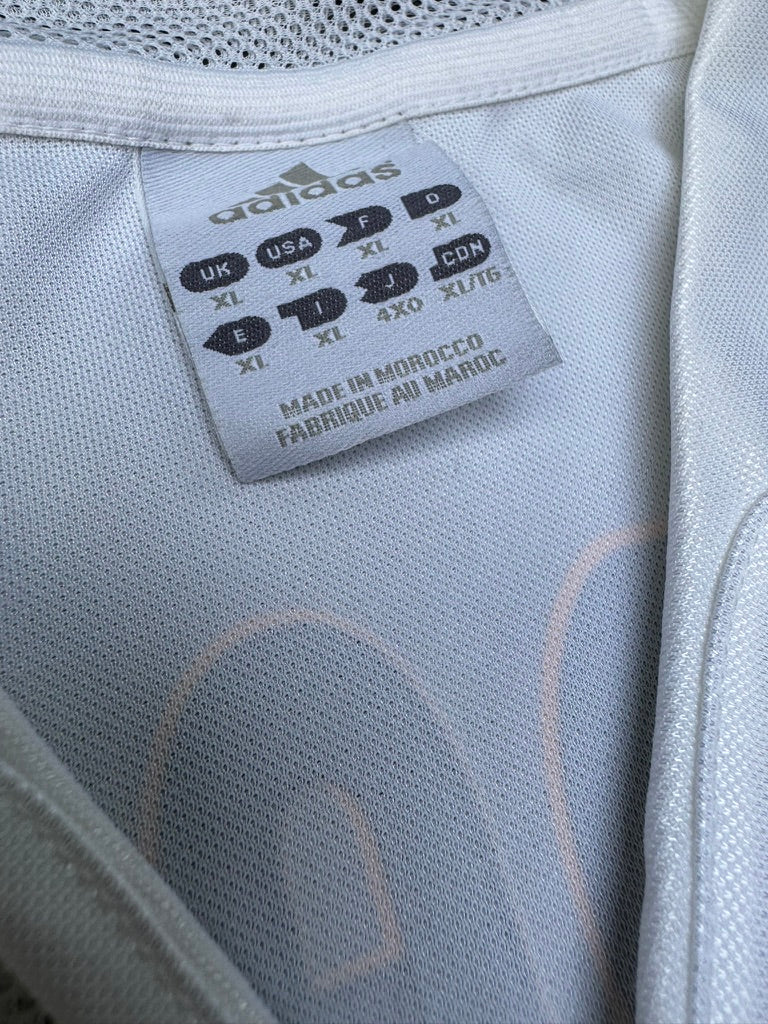 adidas
UK USA F D
XL XL XL XL
E I J CDN
XL XL 4XO XL/TG
MADE IN MOROCCO
FABRIQUE AU MAROC